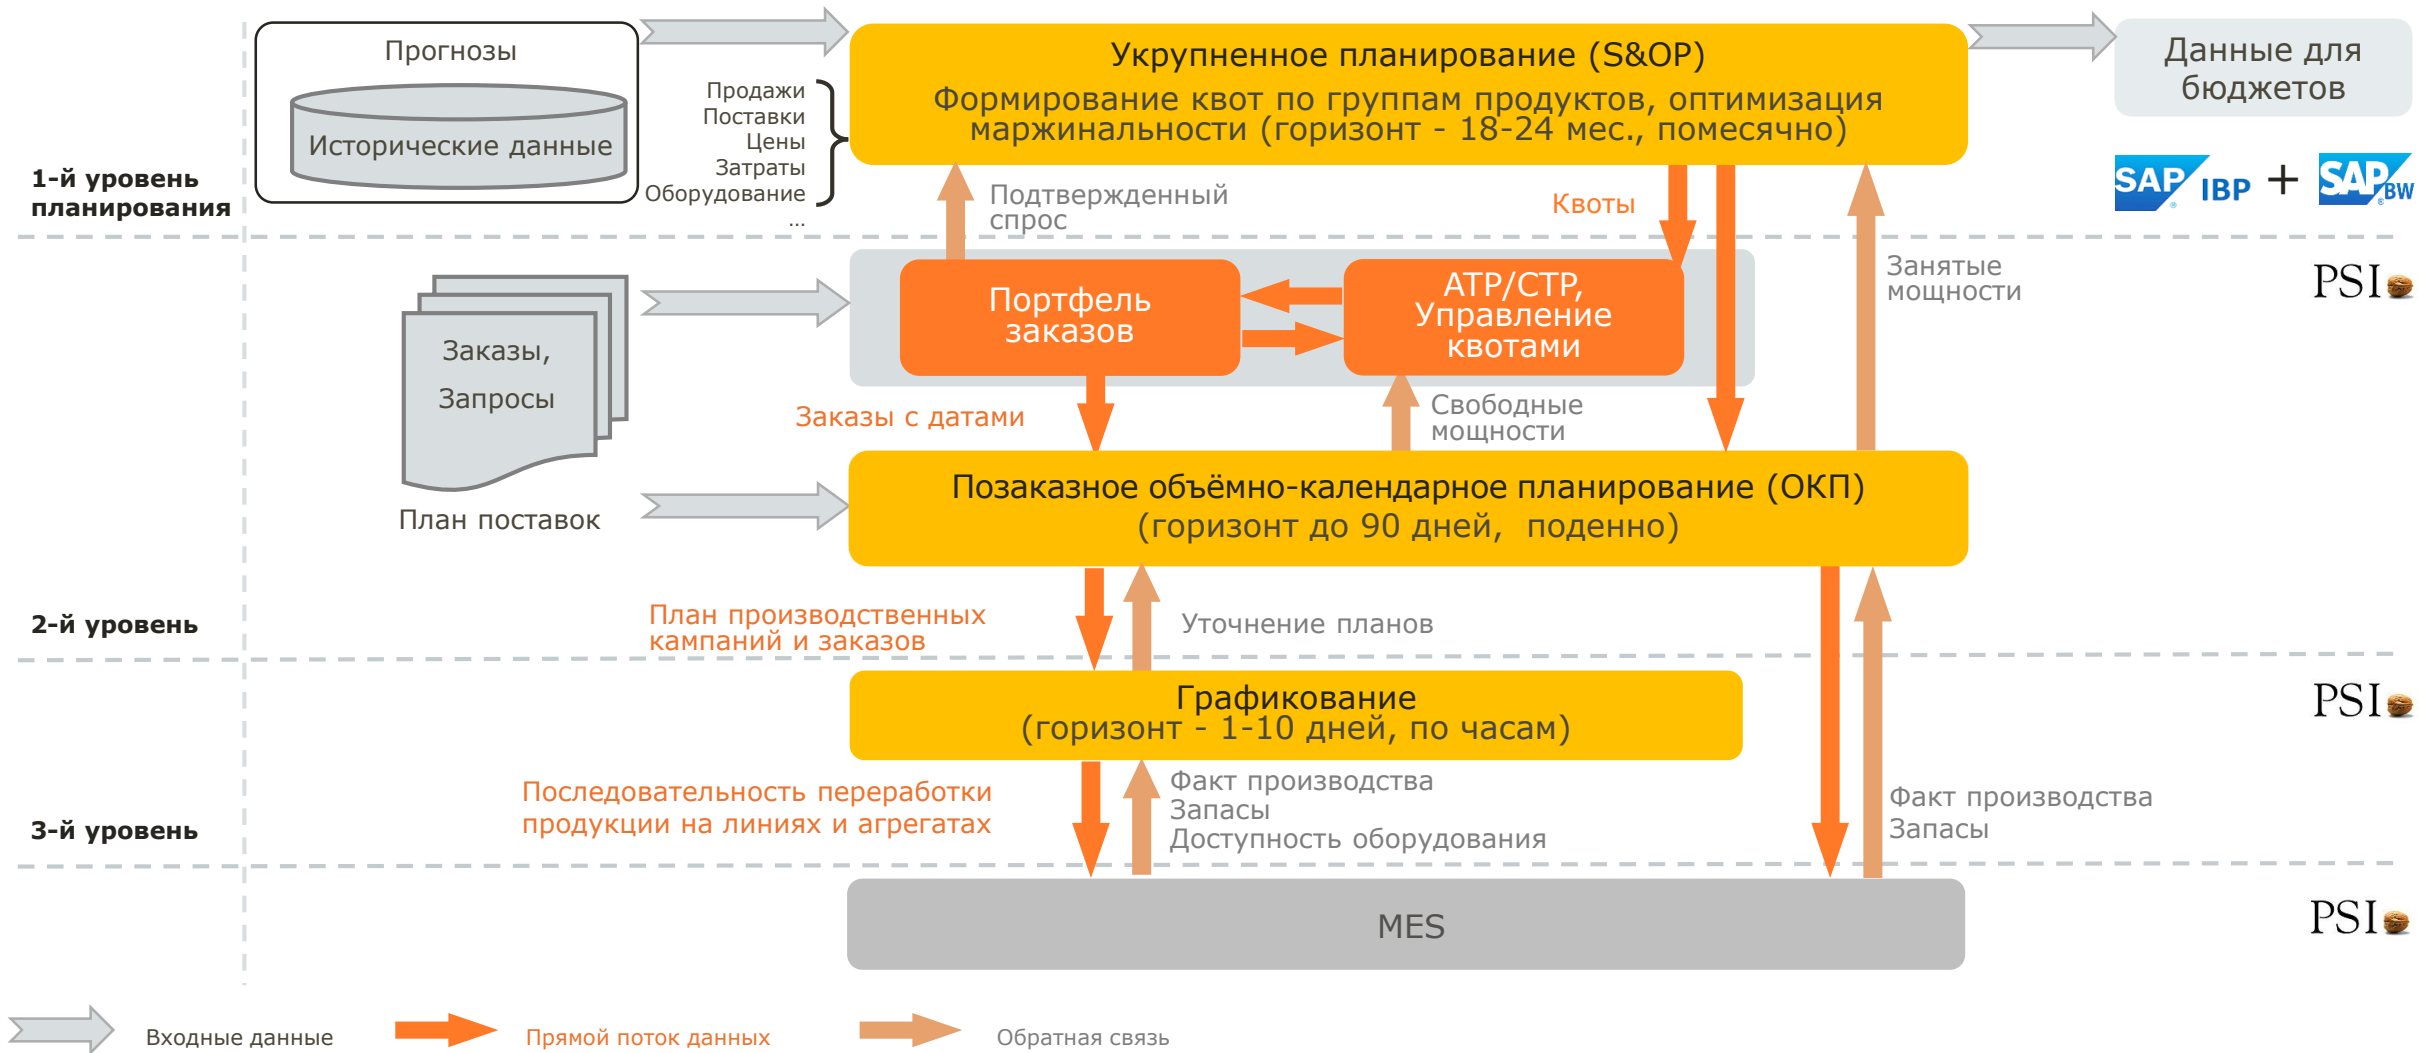 Прогнозы
Исторические данные
Продажи
Поставки
Цены
Затраты
Оборудование
...
Укрупненное планирование (S&OP)
Формирование квот по группам продуктов, оптимизация
маржинальности (горизонт - 18-24 мес., помесячно)
Данные для
бюджетов
SAP IBP + SAP BW
1-й уровень
планирования
Подтвержденный
спрос
Квоты
Занятые
мощности
PSI
Заказы,
Запросы
План поставок
Портфель
заказов
ATP/CTP,
Управление
квотами
Заказы с датами
Свободные
мощности
Позаказное объёмно-календарное планирование (ОКП)
(горизонт до 90 дней, поденно)
2-й уровень
План производственных
кампаний и заказов
Уточнение планов
Графикование
(горизонт - 1-10 дней, по часам)
PSI
3-й уровень
Последовательность переработки
продукции на линиях и агрегатах
Факт производства
Запасы
Доступность оборудования
Факт производства
Запасы
MES
PSI
Входные данные
Прямой поток данных
Обратная связь